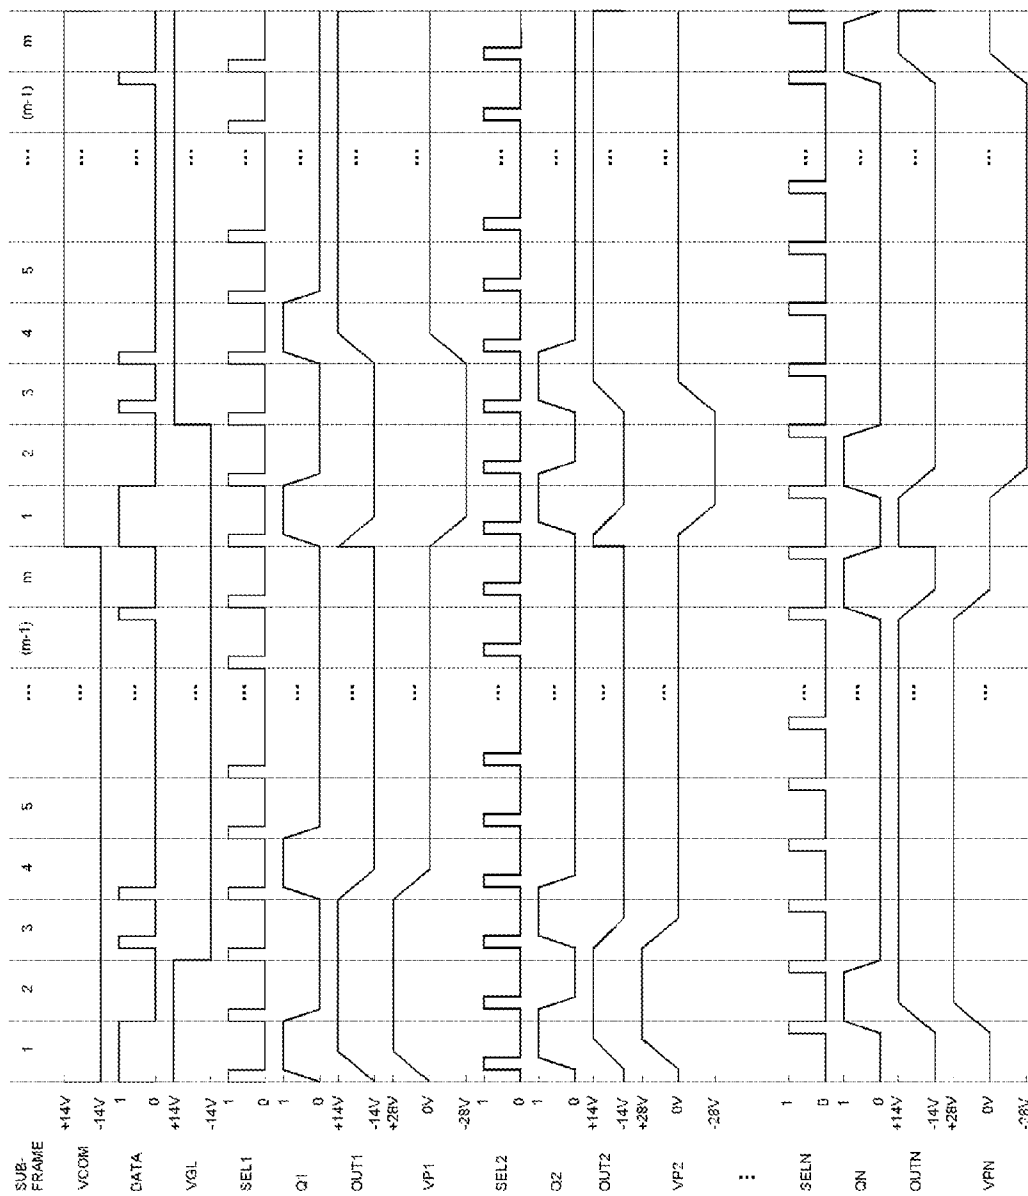 SUB-
FRAME 1 2 3 4 5 ... (m-1) m 1 2 3 4 5 ... (m-1) m
+14V
VCOM ... ...
-14V
1
DATA ... ...
0
+14V
VGL ... ...
-14V
1
SEL1 ... ...
0
1
Q1 ... ...
0
+14V
OUT1 ... ...
-14V
+28V
VP1 0V ... ...
-28V
1
SEL2 ... ...
0
1
Q2 ... ...
0
+14V
OUT2 ... ...
-14V
+28V
VP2 0V ... ...
-28V
...
1
SELN ... ...
0
1
QN ... ...
0
+14V
OUTN ... ...
-14V
+28V
VPN 0V ... ...
-28V